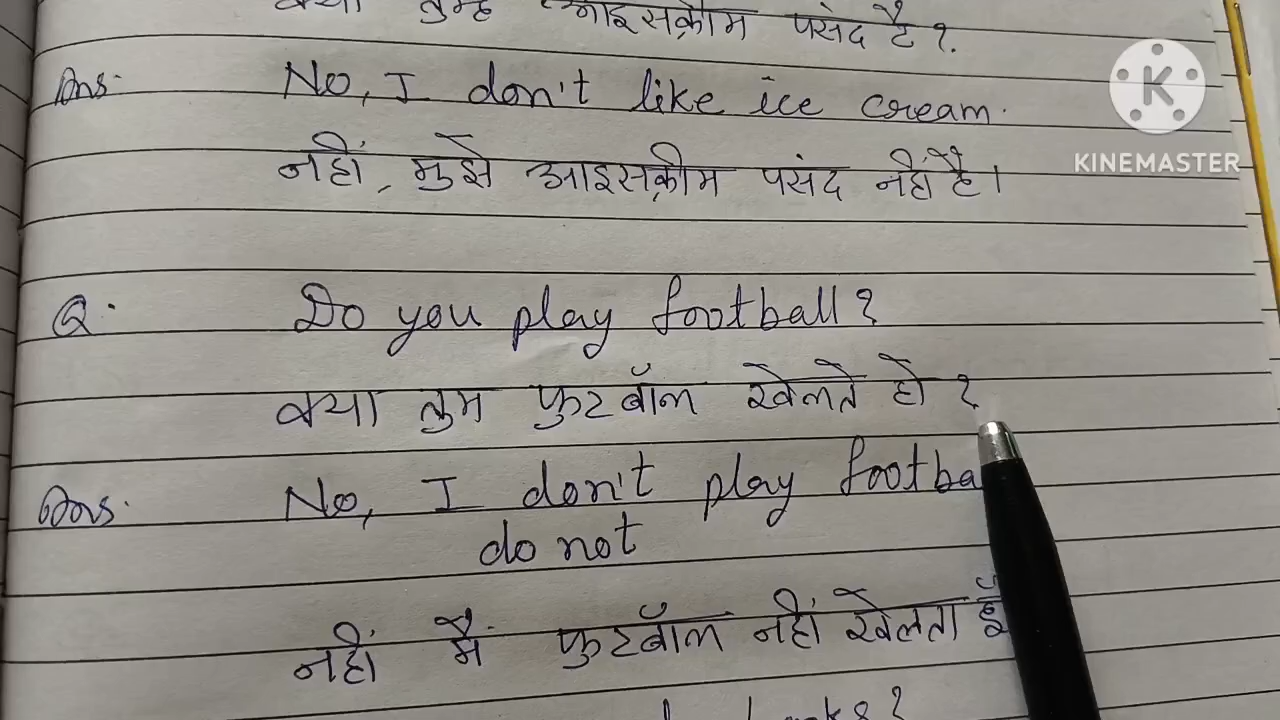 क्या तुम्हे आइसक्रीम पसंद है?
Ans. No, I don't like ice cream.
नहीं, मुझे आइसक्रीम पसंद नहीं है।
Q. Do you play football?
क्या तुम फुटबॉल खेलते हो?
Ans. No, I don't play footba
do not
नहीं मैं फुटबॉल नहीं खेलता हूँ
K
KINEMASTER